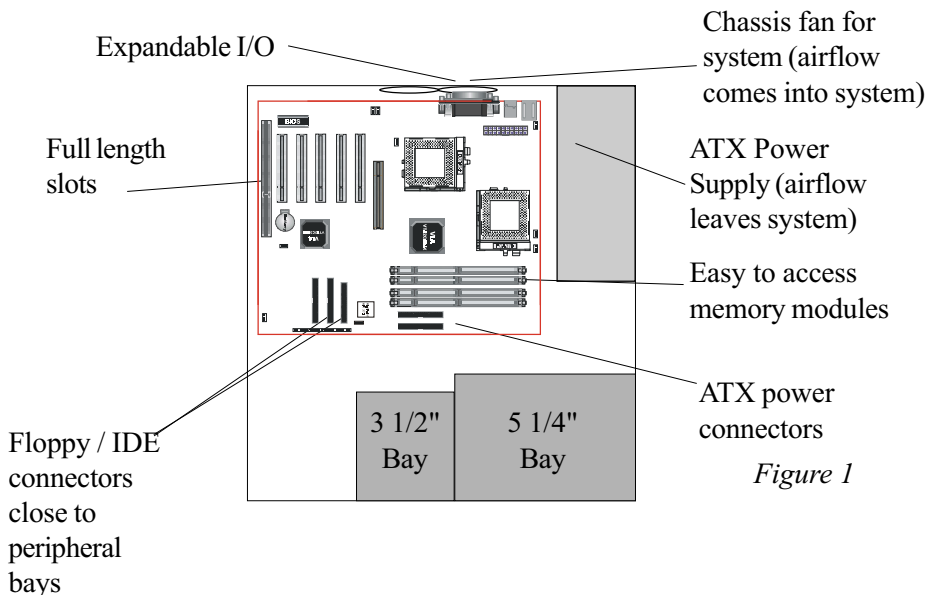 Expandable I/O
Chassis fan for
system (airflow
comes into system)
Full length
slots
BIOS
ATX Power
Supply (airflow
leaves system)
VIA
VIA
Easy to access
memory modules
ATX power
connectors
3 1/2"
Bay
5 1/4"
Bay
Floppy / IDE
connectors
close to
peripheral
bays
Figure 1